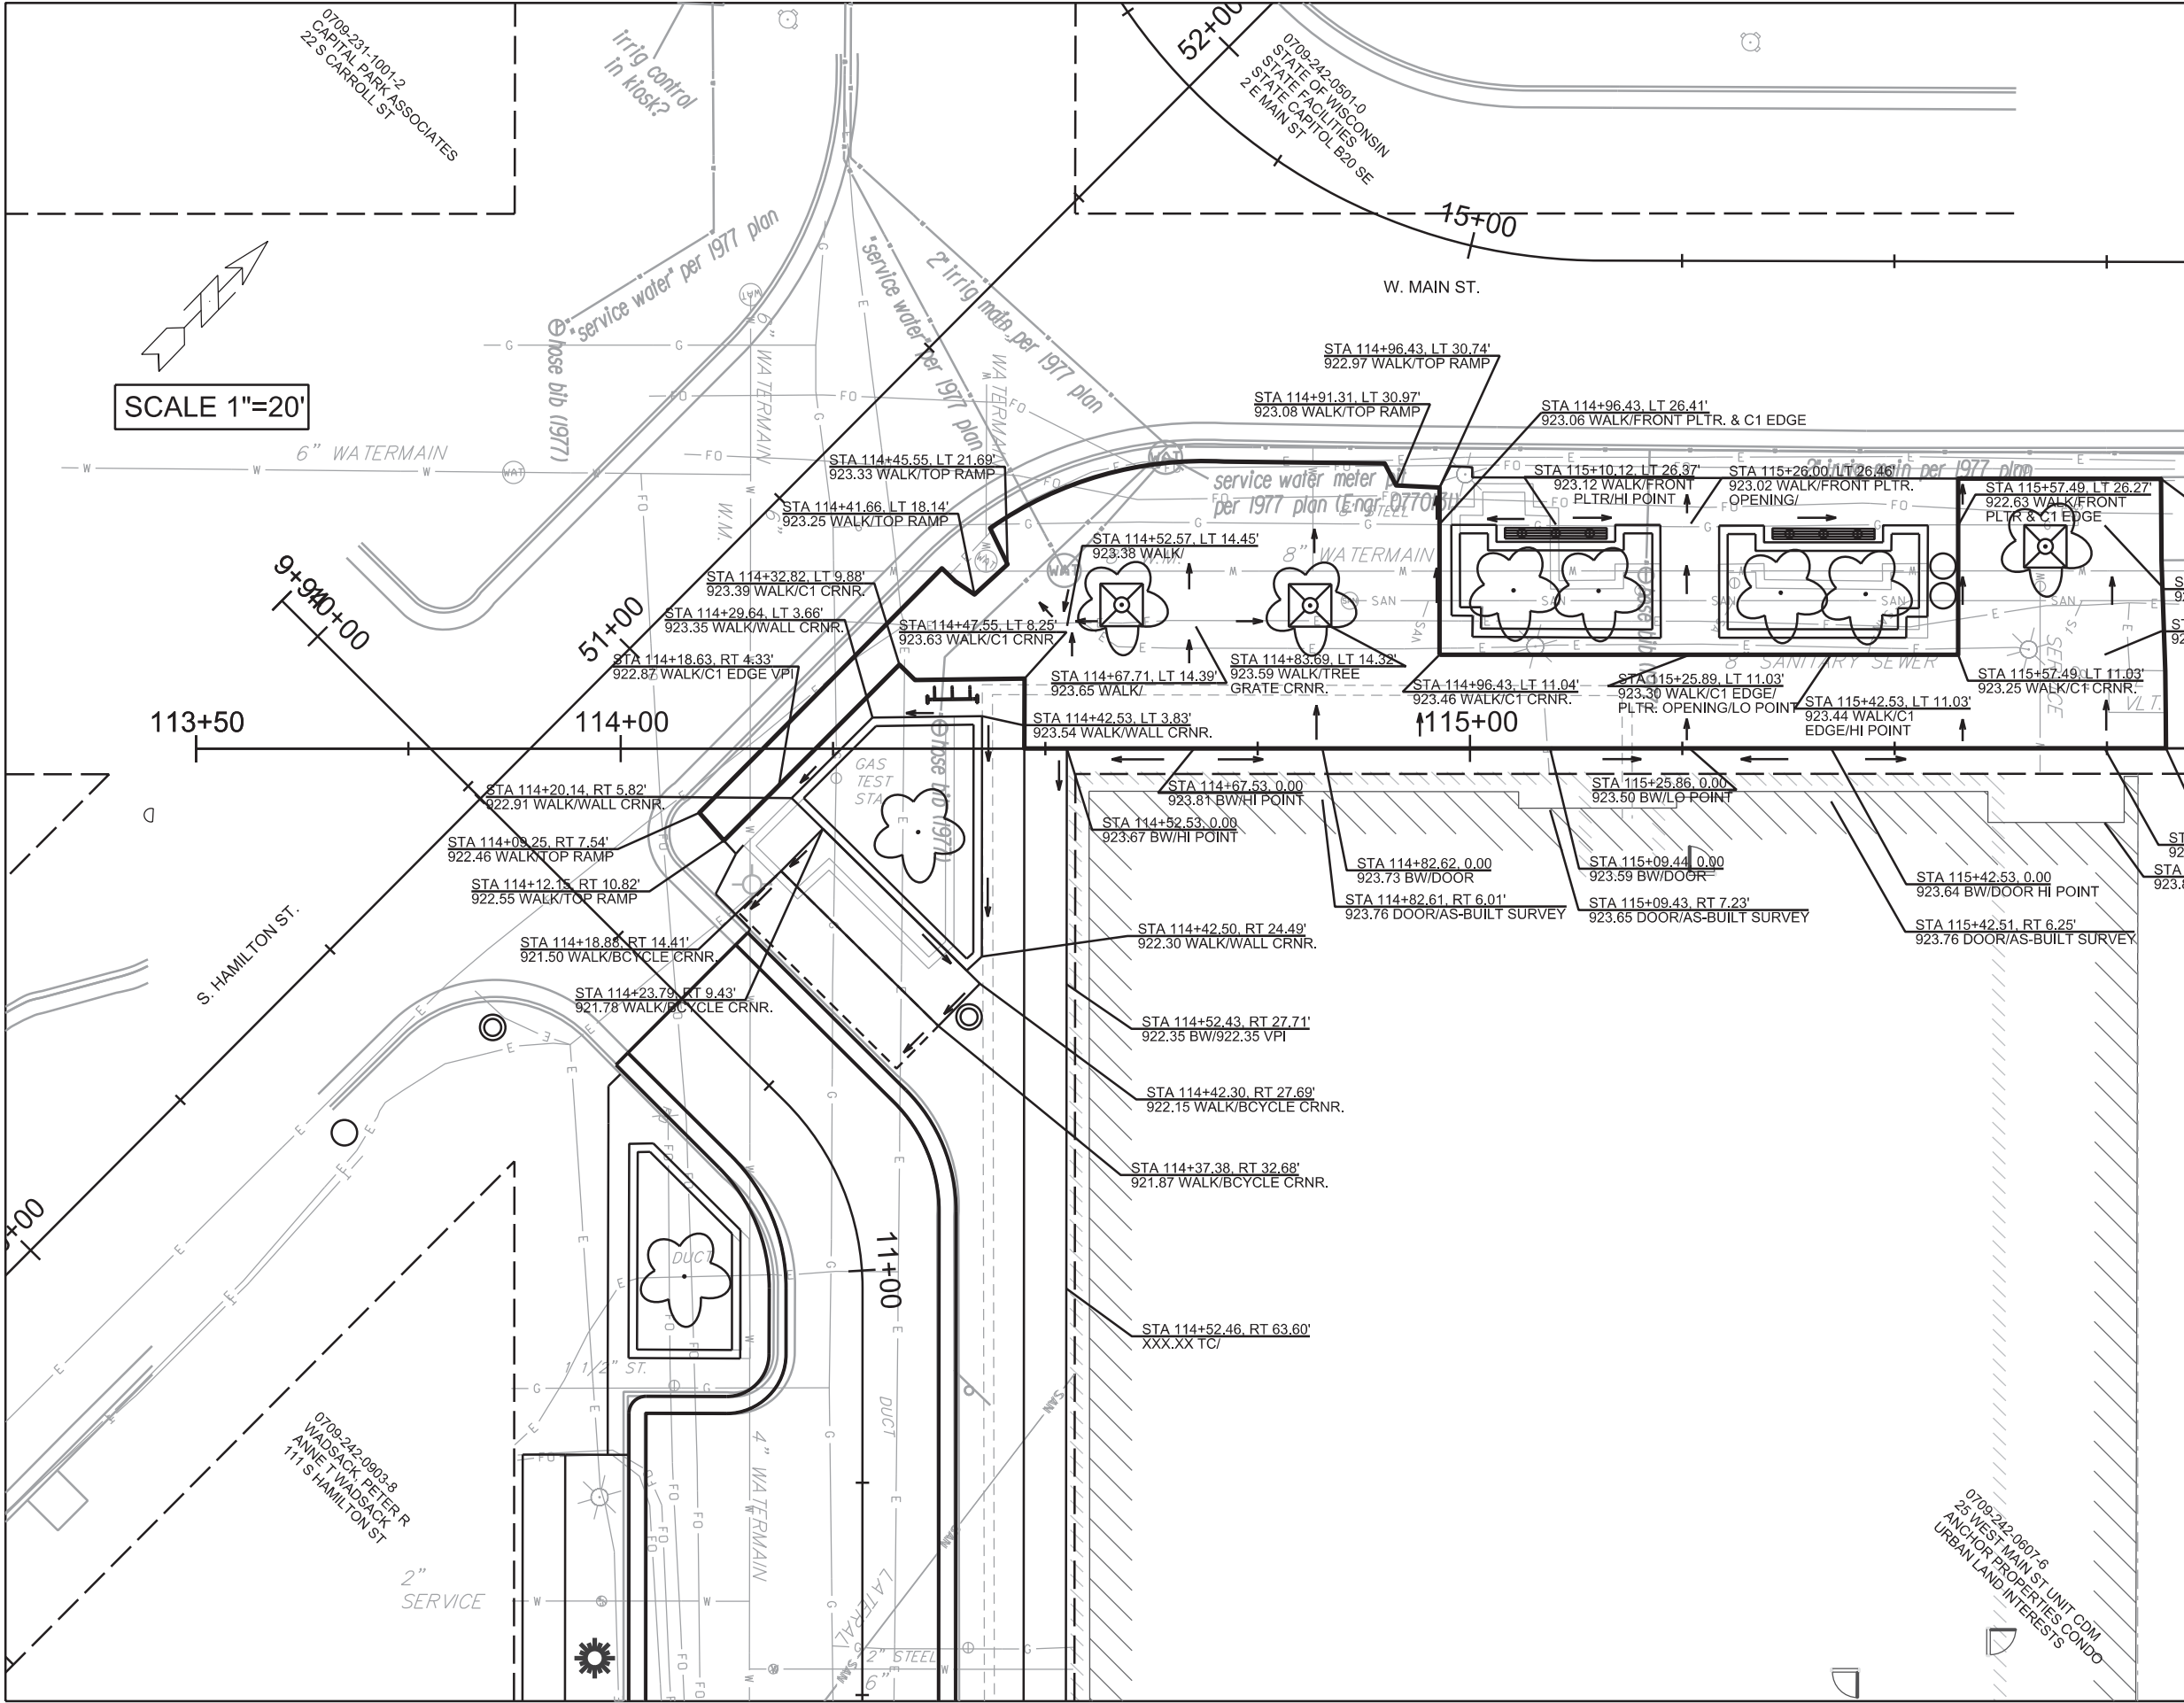 0709-231-1001-2
CAPITAL PARK ASSOCIATES
22 S CARROLL ST
irrig control
in kiosk?
52+00
0709-242-0501-0
STATE OF WISCONSIN
STATE FACILITIES
STATE CAPITOL B20 SE
2 E MAIN ST
15+00
W. MAIN ST.
"service water" per 1977 plan
"service water" per 1977 plan
2" irrig main per 1977 plan
hose bib (1977)
SCALE 1"=20'
6" WATERMAIN
6" WATERMAIN
WATERMAIN
W.M.
6"
STA 114+96.43, LT 30.74'
922.97 WALK/TOP RAMP
STA 114+91.31, LT 30.97'
923.08 WALK/TOP RAMP
STA 114+96.43, LT 26.41'
923.06 WALK/FRONT PLTR. & C1 EDGE
STA 114+45.55, LT 21.69'
923.33 WALK/TOP RAMP
STA 115+10.12, LT 26.37'
923.12 WALK/FRONT
PLTR/HI POINT
STA 115+26.00, LT 26.46'
923.02 WALK/FRONT PLTR.
OPENING/
2" irrig main per 1977 plan
STA 115+57.49, LT 26.27'
922.63 WALK/FRONT
PLTR & C1 EDGE
service water meter
per 1977 plan
STA 114+41.66, LT 18.14'
923.25 WALK/TOP RAMP
STA 114+52.57, LT 14.45'
923.38 WALK/
8" W.M.
8" WATERMAIN
STA 114+32.82, LT 9.88'
923.39 WALK/C1 CRNR.
STA 114+29.64, LT 3.66'
923.35 WALK/WALL CRNR.
STA 114+47.55, LT 8.25'
923.63 WALK/C1 CRNR
9+94
10+00
51+00
STA 114+18.63, RT 4.33'
922.87 WALK/C1 EDGE VPI
STA 114+67.71, LT 14.39'
923.65 WALK/
STA 114+83.69, LT 14.32'
923.59 WALK/TREE
GRATE CRNR.
STA 114+96.43, LT 11.04'
923.46 WALK/C1 CRNR.
8" SANITARY SEWER
STA 115+25.89, LT 11.03'
923.30 WALK/C1 EDGE/
PLTR. OPENING/LO POINT
STA 115+42.53, LT 11.03'
923.44 WALK/C1
EDGE/HI POINT
STA 115+57.49, LT 11.03'
923.25 WALK/C1 CRNR.
SERVICE
VLT.
113+50
114+00
115+00
STA 114+42.53, LT 3.83'
923.54 WALK/WALL CRNR.
GAS
TEST
STA
hose bib (1977)
STA 114+20.14, RT 5.82'
922.91 WALK/WALL CRNR.
STA 114+67.53, 0.00
923.81 BW/HI POINT
STA 115+25.86, 0.00
923.50 BW/LO POINT
STA 114+52.53, 0.00
923.67 BW/HI POINT
STA 114+09.25, RT 7.54'
922.46 WALK/TOP RAMP
STA 114+82.62, 0.00
923.73 BW/DOOR
STA 115+09.44, 0.00
923.59 BW/DOOR
STA 115+42.53, 0.00
923.64 BW/DOOR HI POINT
STA 114+12.15, RT 10.82'
922.55 WALK/TOP RAMP
STA 114+82.61, RT 6.01'
923.76 DOOR/AS-BUILT SURVEY
STA 115+09.43, RT 7.23'
923.65 DOOR/AS-BUILT SURVEY
STA 115+42.51, RT 6.25'
923.76 DOOR/AS-BUILT SURVEY
S. HAMILTON ST.
STA 114+18.88, RT 14.41'
921.50 WALK/BCYCLE CRNR.
STA 114+42.50, RT 24.49'
922.30 WALK/WALL CRNR.
STA 114+23.79, RT 9.43'
921.78 WALK/BCYCLE CRNR.
STA 114+52.43, RT 27.71'
922.35 BW/922.35 VPI
STA 114+42.30, RT 27.69'
922.15 WALK/BCYCLE CRNR.
STA 114+37.38, RT 32.68'
921.87 WALK/BCYCLE CRNR.
DUCT
11+00
STA 114+52.46, RT 63.60'
XXX.XX TC/
1 1/2" ST.
DUCT
4" WATERMAIN
0709-242-0903-8
WADSACK, PETER R
ANNE T WADSACK
111 S HAMILTON ST
2"
SERVICE
LATERAL
2" STEEL
6"
0709-242-0607-6
25 WEST MAIN ST UNIT CDM
ANCHOR PROPERTIES CONDO
URBAN LAND INTERESTS